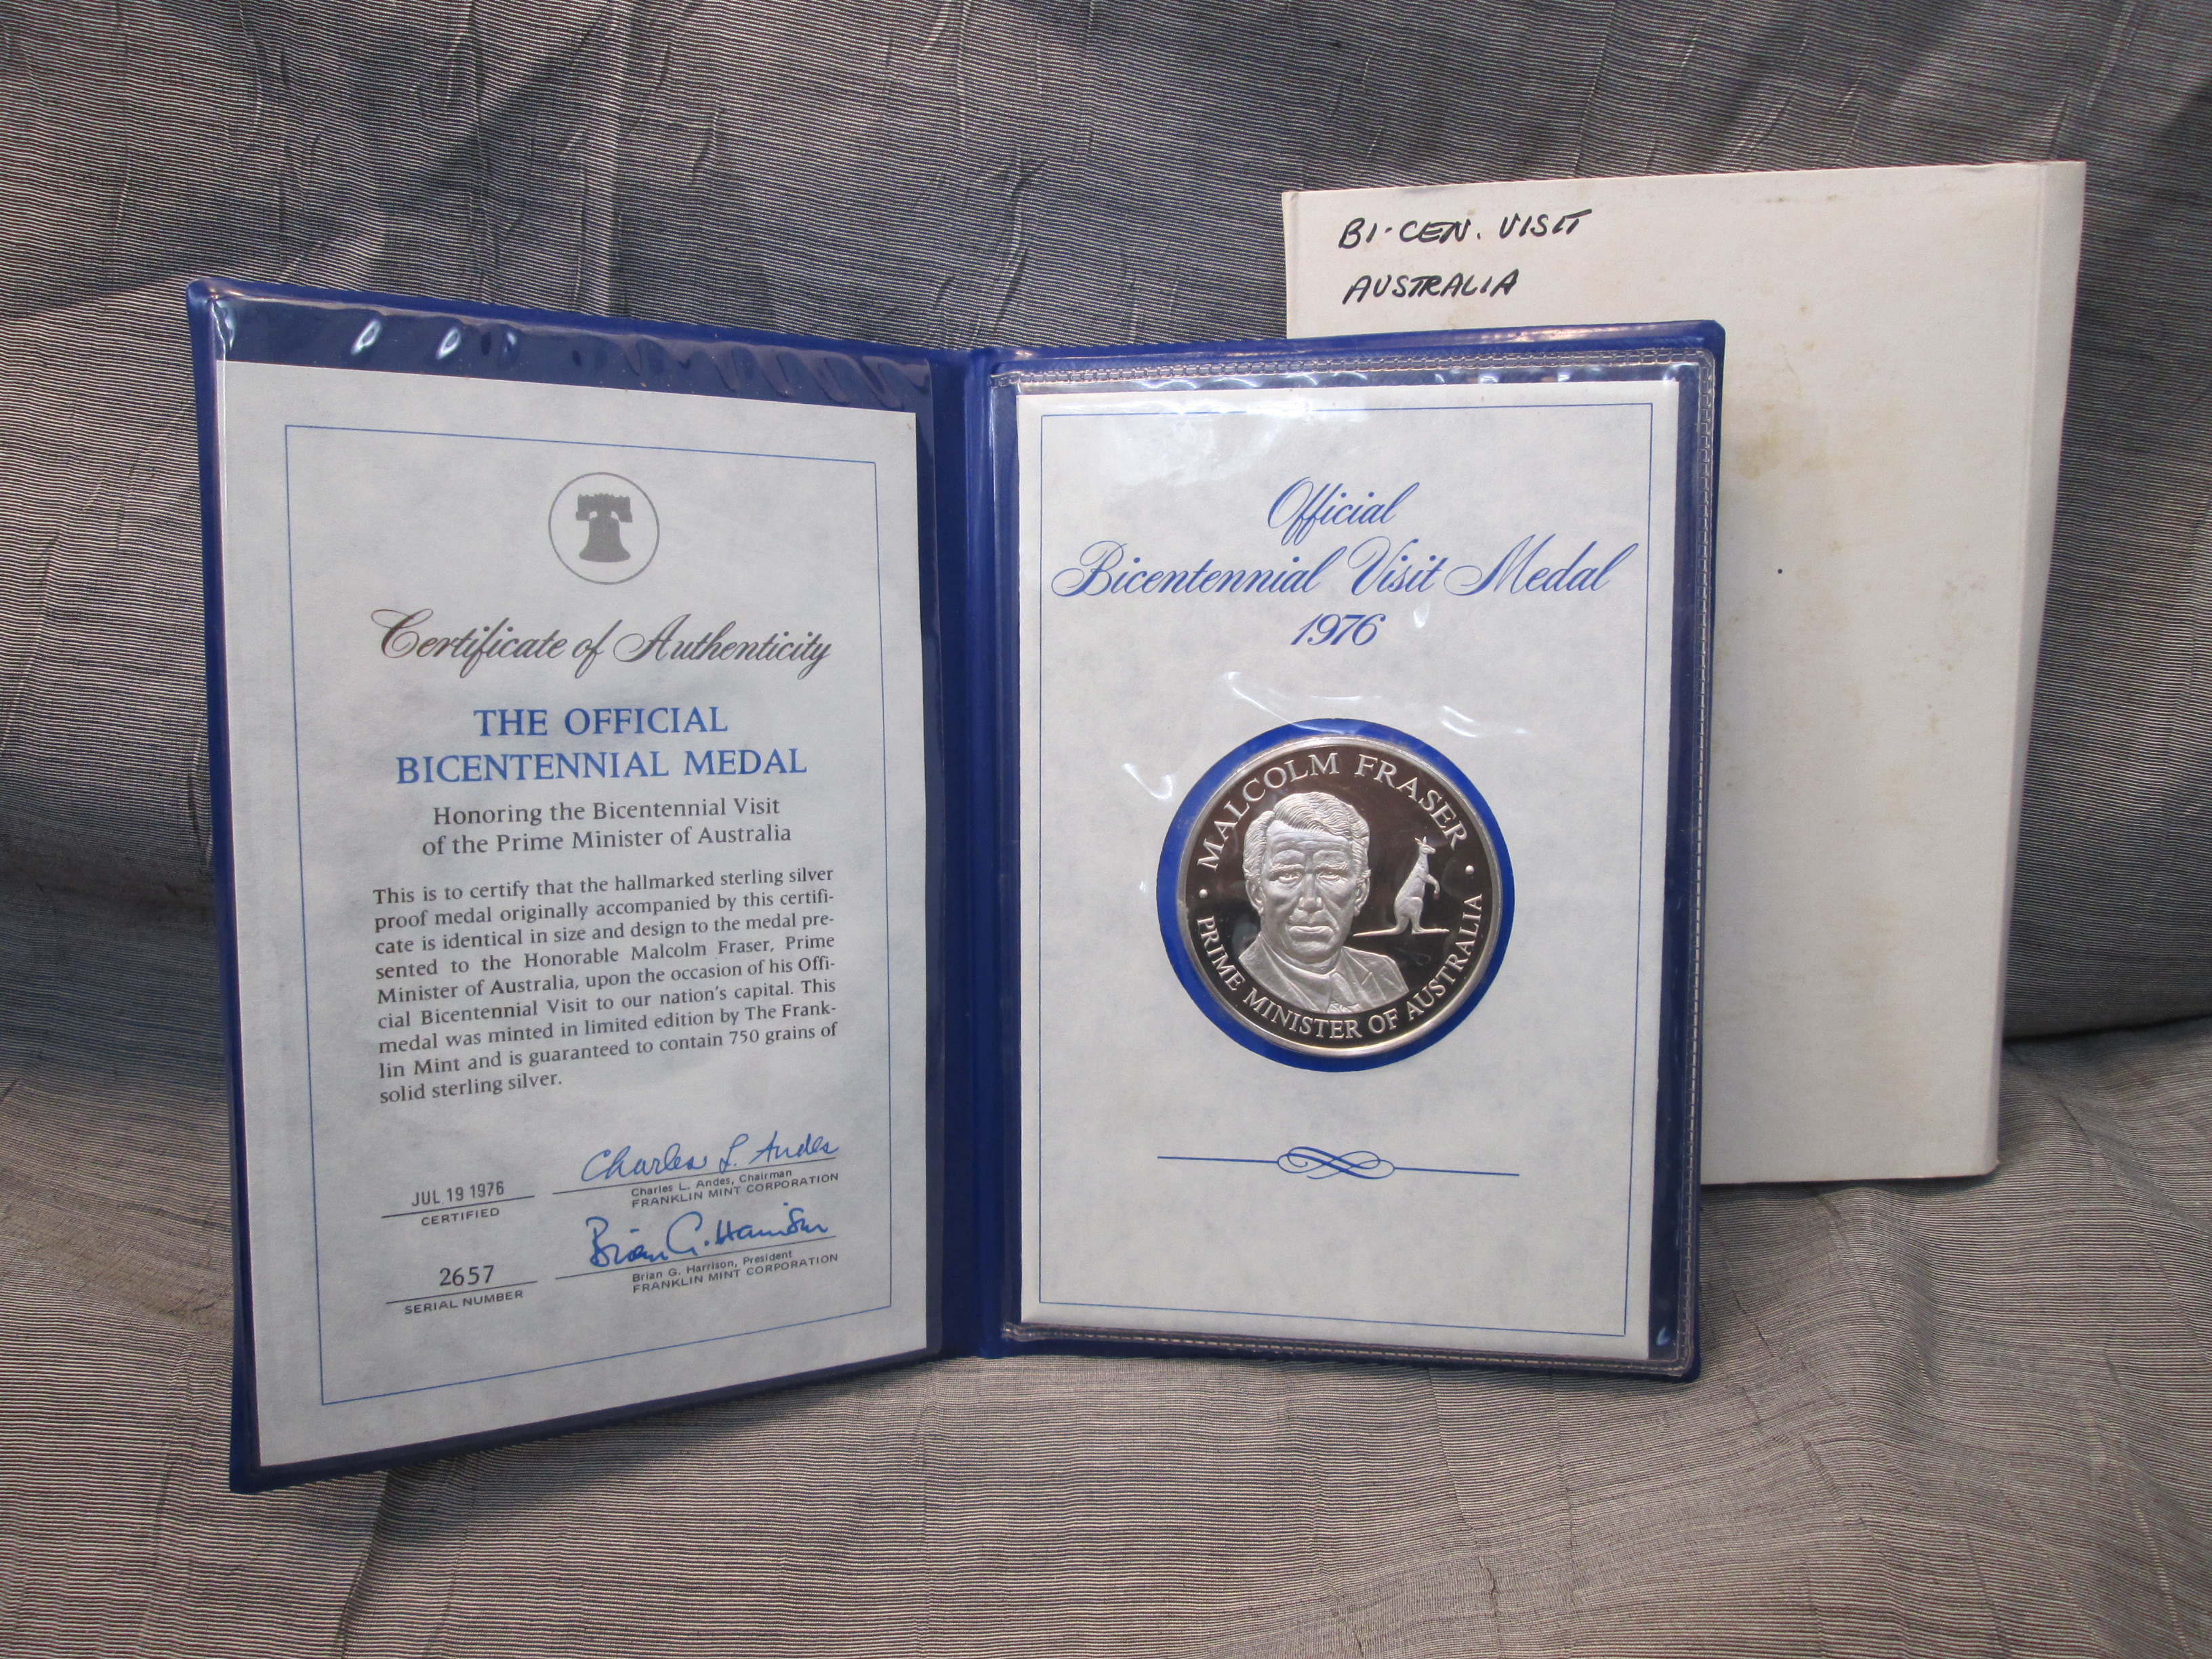 BI-CEN. VISIT
AUSTRALIA
Certificate of Authenticity
THE OFFICIAL
BICENTENNIAL MEDAL
Honoring the Bicentennial Visit
of the Prime Minister of Australia
This is to certify that the hallmarked sterling silver
proof medal originally accompanied by this certifi-
cate is identical in size and design to the medal pre-
sented to the Honorable Malcolm Fraser, Prime
Minister of Australia, upon the occasion of his Offi-
cial Bicentennial Visit to our nation's capital. This
medal was minted in limited edition by The Frank-
lin Mint and is guaranteed to contain 750 grains of
solid sterling silver.
JUL 19 1976
CERTIFIED
Charles L. Andes
Charles L. Andes, Chairman
FRANKLIN MINT CORPORATION
2657
SERIAL NUMBER
Brian G. Harrison
Brian G. Harrison, President
FRANKLIN MINT CORPORATION
Official
Bicentennial Visit Medal
1976
• MALCOLM FRASER •
PRIME MINISTER OF AUSTRALIA